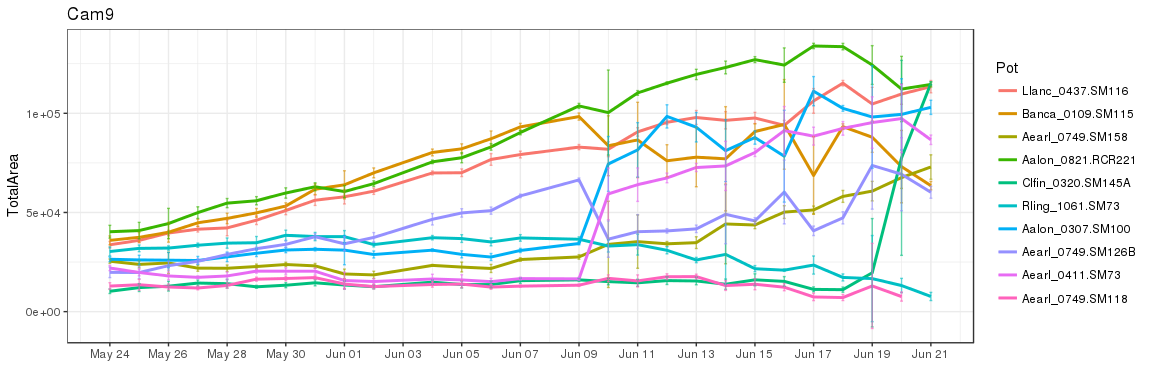 Cam9
TotalArea
1e+05
5e+04
0e+00
May 24 May 26 May 28 May 30 Jun 01 Jun 03 Jun 05 Jun 07 Jun 09 Jun 11 Jun 13 Jun 15 Jun 17 Jun 19 Jun 21
Pot
Llanc_0437.SM116
Banca_0109.SM115
Aearl_0749.SM158
Aalon_0821.RCR221
Clfin_0320.SM145A
Rling_1061.SM73
Aalon_0307.SM100
Aearl_0749.SM126B
Aearl_0411.SM73
Aearl_0749.SM118